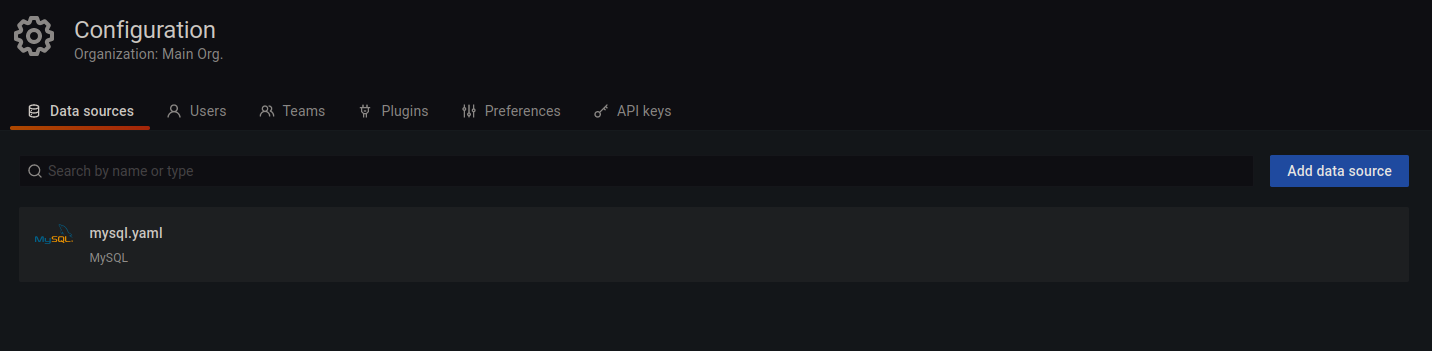 Configuration
Organization: Main Org.
Data sources Users Teams Plugins Preferences API keys
Search by name or type Add data source
MySQL. mysql.yaml
MySQL